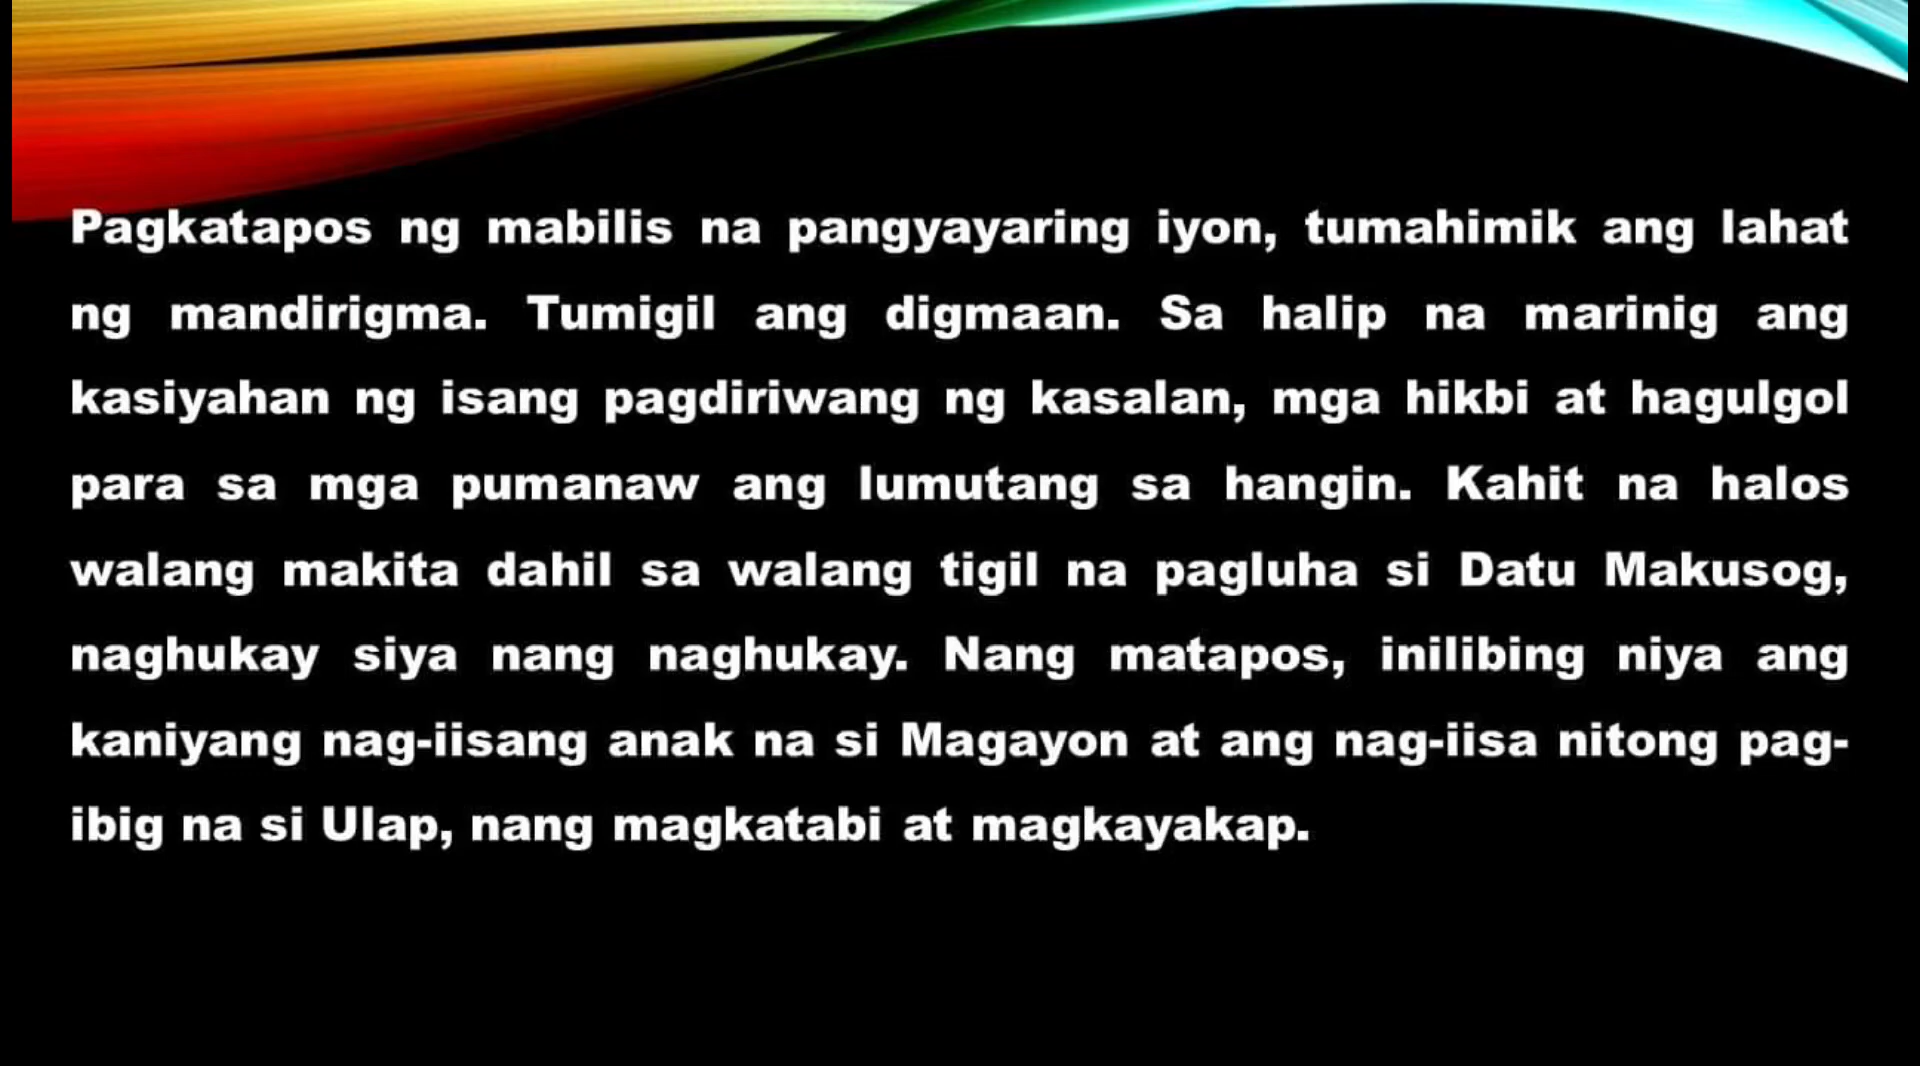 Pagkatapos ng mabilis na pangyayaring iyon, tumahimik ang lahat
ng mandirigma. Tumigil ang digmaan. Sa halip na marinig ang
kasiyahan ng isang pagdiriwang ng kasalan, mga hikbi at hagulgol
para sa mga pumanaw ang lumutang sa hangin. Kahit na halos
walang makita dahil sa walang tigil na pagluha si Datu Makusog,
naghukay siya nang naghukay. Nang matapos, inilibing niya ang
kaniyang nag-iisang anak na si Magayon at ang nag-iisa nitong pag-
ibig na si Ulap, nang magkatabi at magkayakap.